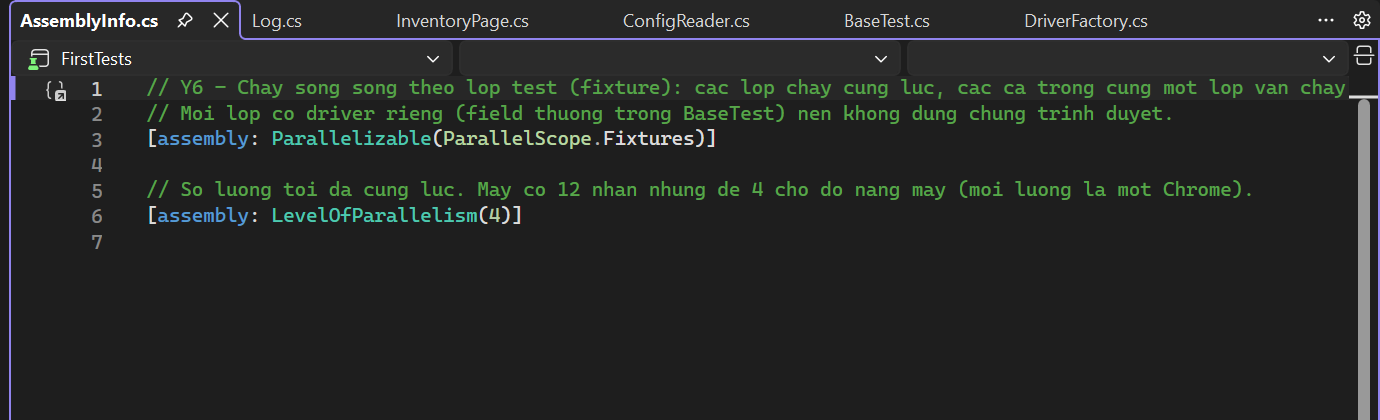 AssemblyInfo.cs Log.cs InventoryPage.cs ConfigReader.cs BaseTest.cs DriverFactory.cs
FirstTests
1 // Y6 - Chay song song theo lop test (fixture): cac lop chay cung luc, cac ca trong cung mot lop van chay
2 // Moi lop co driver rieng (field thuong trong BaseTest) nen khong dung chung trinh duyet.
3 [assembly: Parallelizable(ParallelScope.Fixtures)]
4
5 // So luong toi da cung luc. May co 12 nhan nhung de 4 cho do nang may (moi luong la mot Chrome).
6 [assembly: LevelOfParallelism(4)]
7